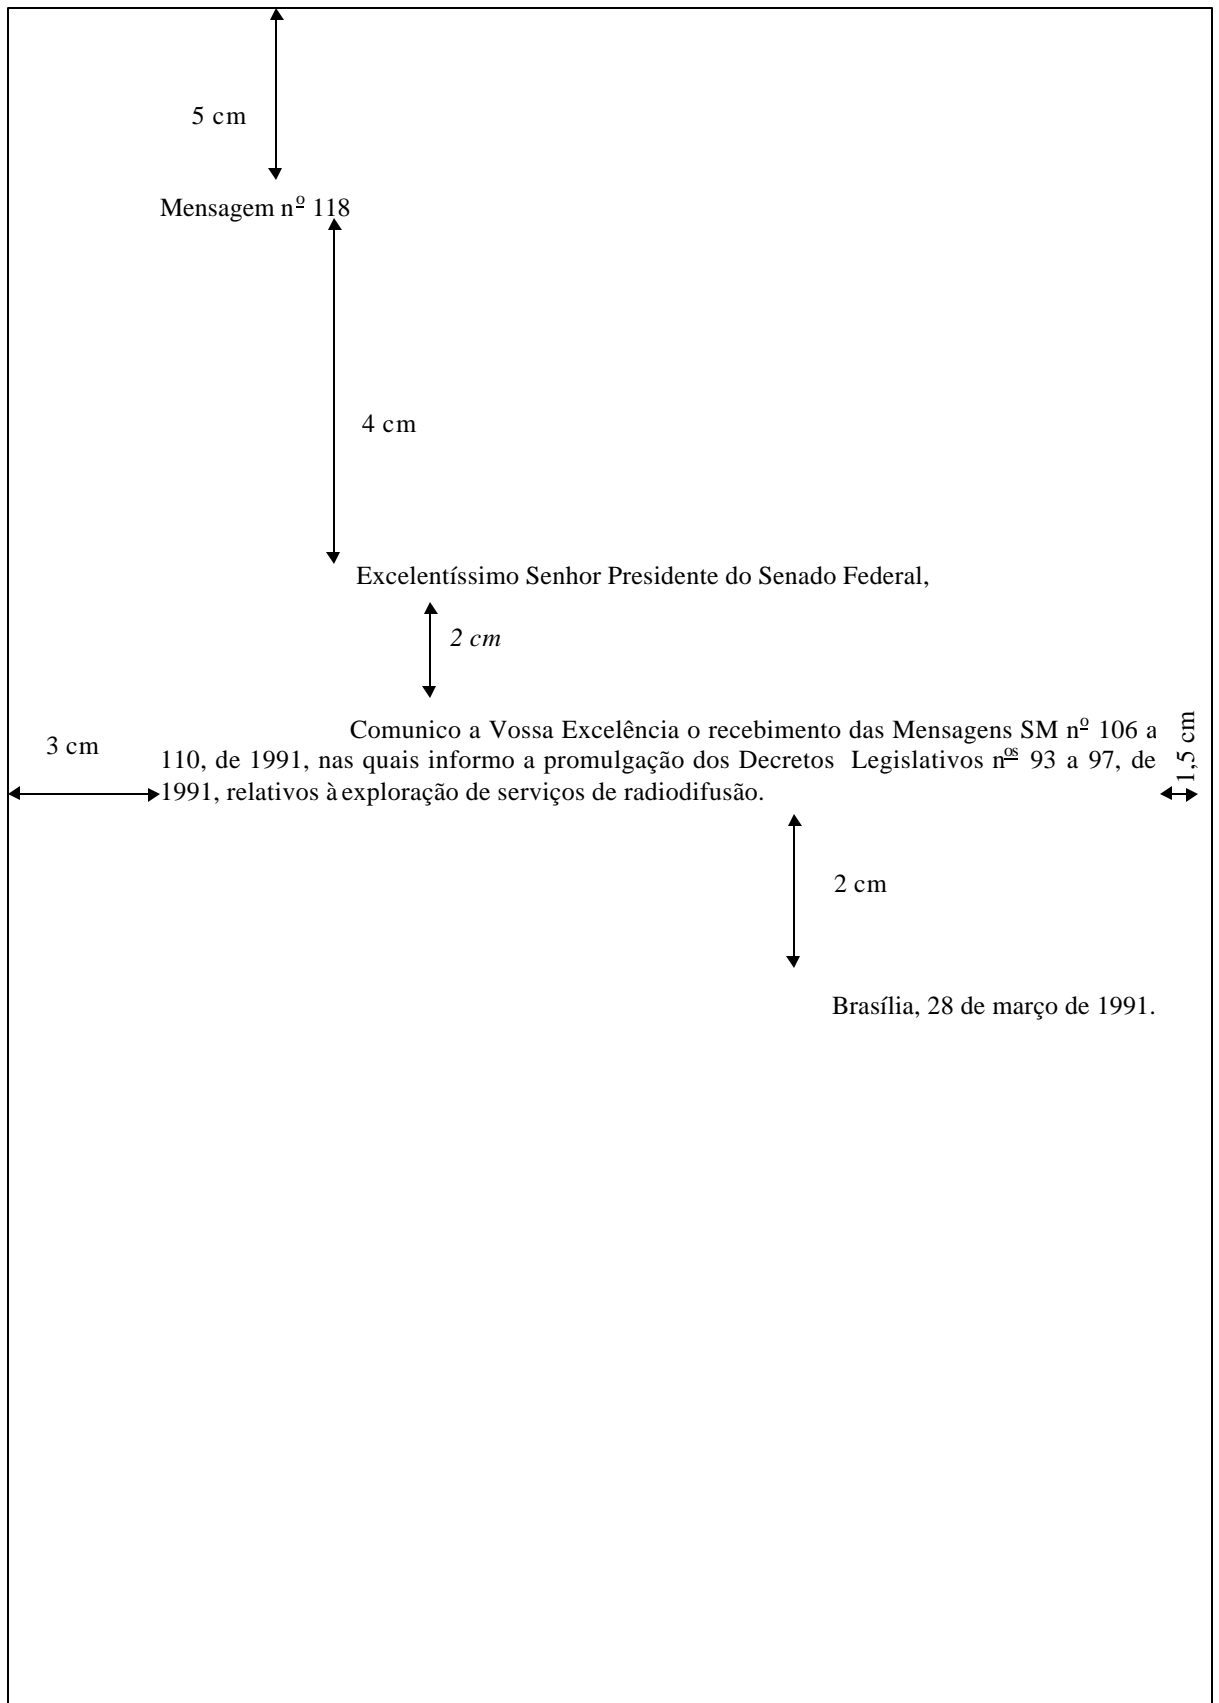 5 cm
Mensagem nº 118
4 cm
Excelentíssimo Senhor Presidente do Senado Federal,
2 cm
Comunico a Vossa Excelência o recebimento das Mensagens SM nº 106 a
110, de 1991, nas quais informo a promulgação dos Decretos Legislativos nºˢ 93 a 97, de
1991, relativos à exploração de serviços de radiodifusão.
3 cm
1,5 cm
2 cm
Brasília, 28 de março de 1991.